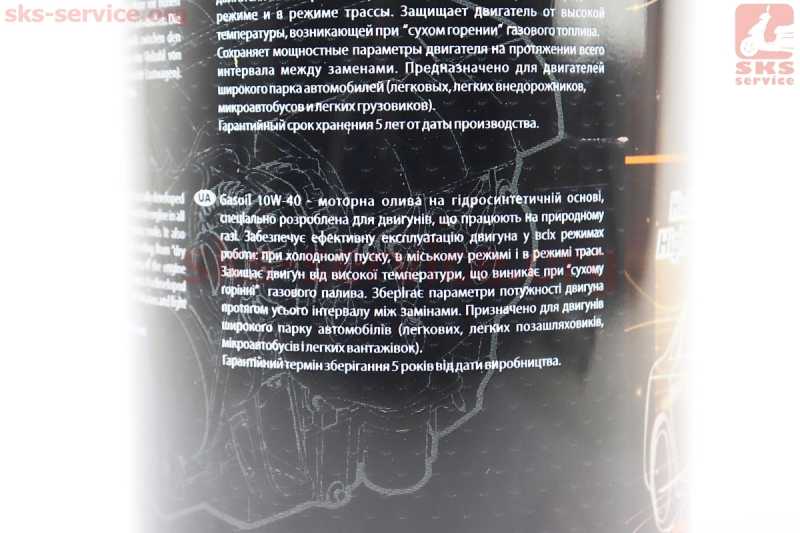 sks-service.org
SKS
service
режиме и в режиме трассы. Защищает двигатель от высокой
температуры, возникающей при “сухом горении” газового топлива.
Сохраняет мощностные параметры двигателя на протяжении всего
интервала между заменами. Предназначено для двигателей
широкого парка автомобилей (легковых, легких внедорожников,
микроавтобусов и легких грузовиков).
Гарантийный срок хранения 5 лет от даты производства.
UA Gasoil 10W-40 - моторна олива на гідросинтетичній основі,
спеціально розроблена для двигунів, що працюють на природному
газі. Забезпечує ефективну експлуатацію двигуна у всіх режимах
роботи: при холодному пуску, в міському режимі і в режимі траси.
Захищає двигун від високої температури, що виникає при “сухому
горінні” газового палива. Зберігає параметри потужності двигуна
протягом усього інтервалу між замінами. Призначено для двигунів
широкого парку автомобілів (легкових, легких позашляховиків,
мікроавтобусів і легких вантажівок).
Гарантійний термін зберігання 5 років від дати виробництва.